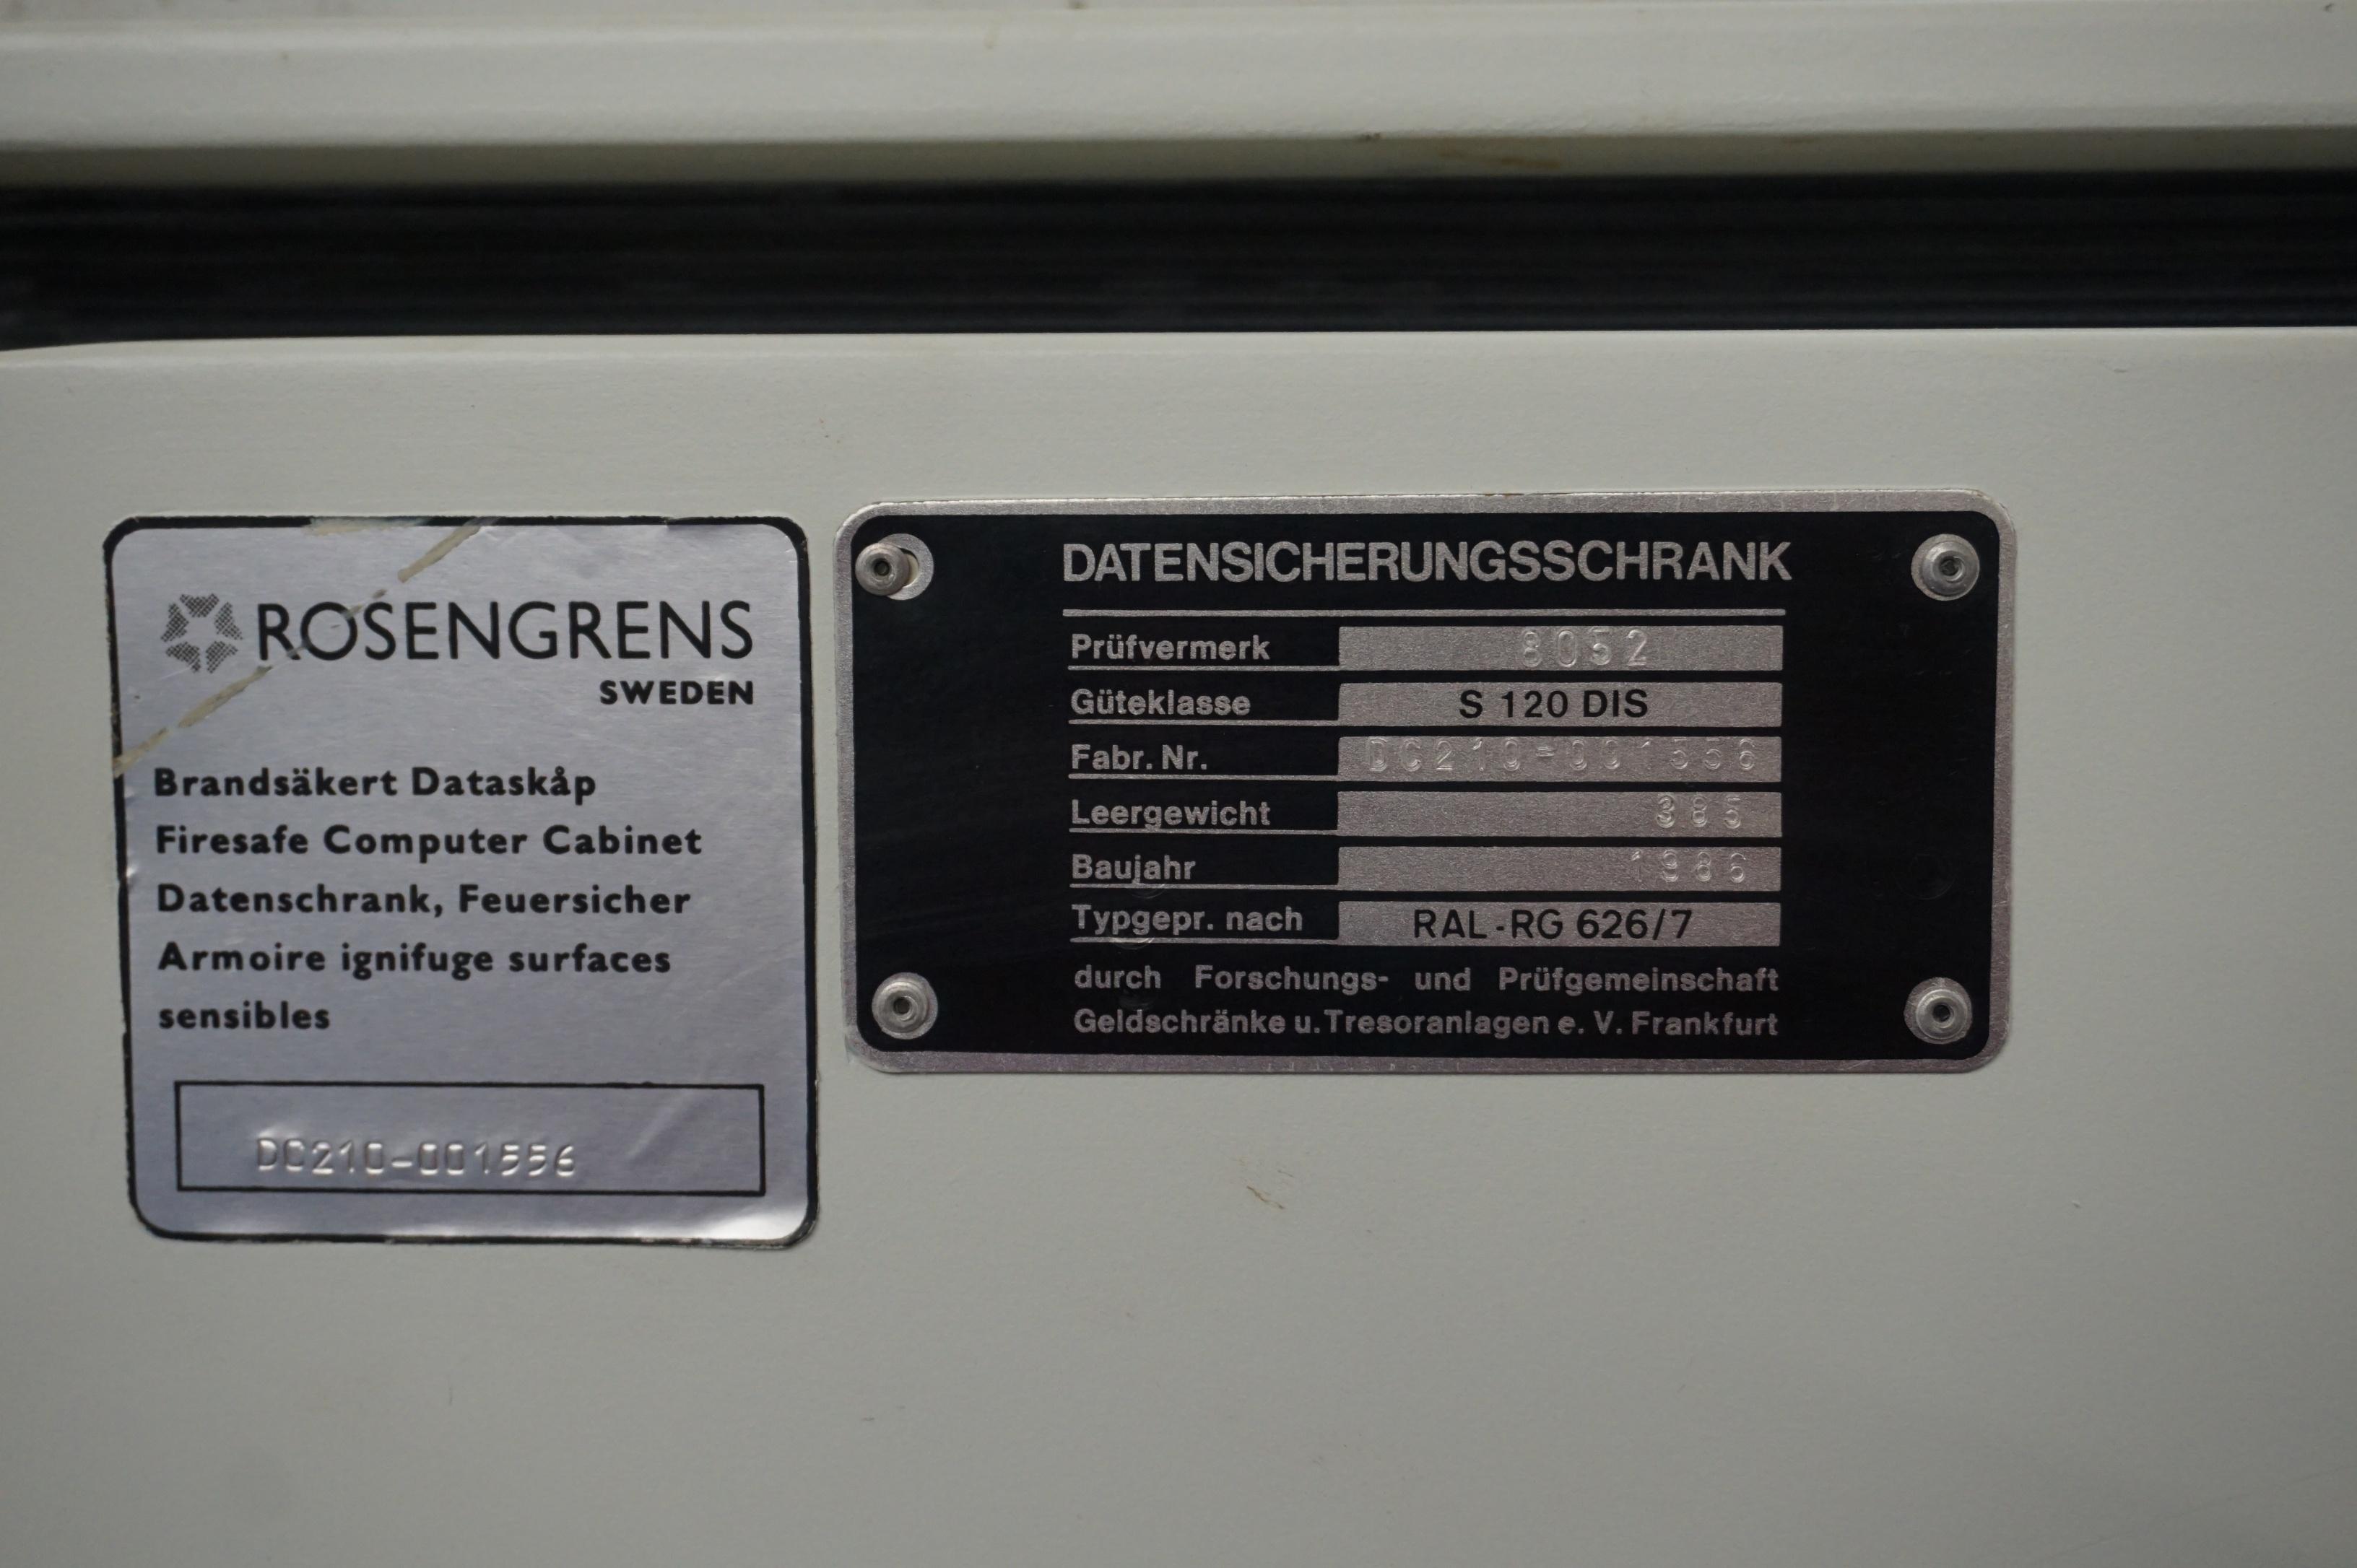 ROSENGRENS
SWEDEN
Brandsäkert Dataskåp
Firesafe Computer Cabinet
Datenschrank, Feuersicher
Armoire ignifuge surfaces
sensibles
DC210-001556
DATENSICHERUNGSSCHRANK
Prüfvermerk 8052
Güteklasse S 120 DIS
Fabr. Nr. DC210-001556
Leergewicht 385
Baujahr 1986
Typgepr. nach RAL-RG 626/7
durch Forschungs- und Prüfgemeinschaft
Geldschränke u. Tresoranlagen e. V. Frankfurt